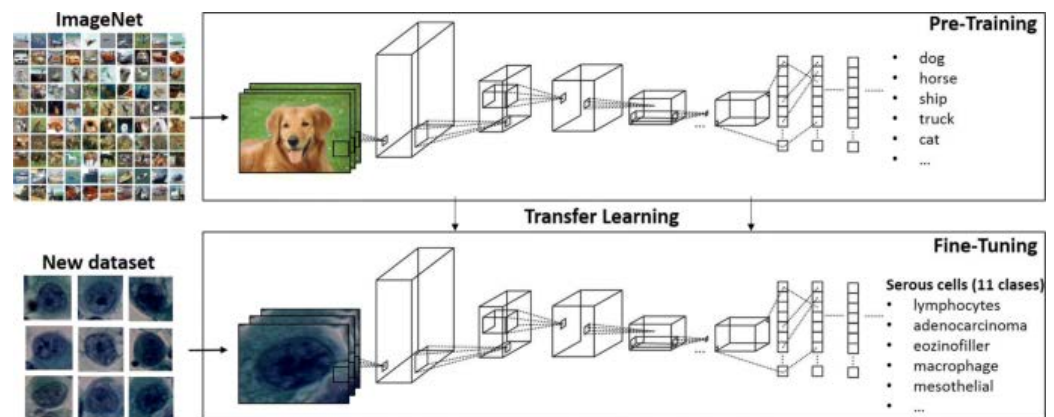 ImageNet
Pre-Training
• dog
• horse
• ship
• truck
• cat
• ...
...
Transfer Learning
New dataset
Fine-Tuning
Serous cells (11 clases)
• lymphocytes
• adenocarcinoma
• eozinofiller
• macrophage
• mesothelial
• ...
...